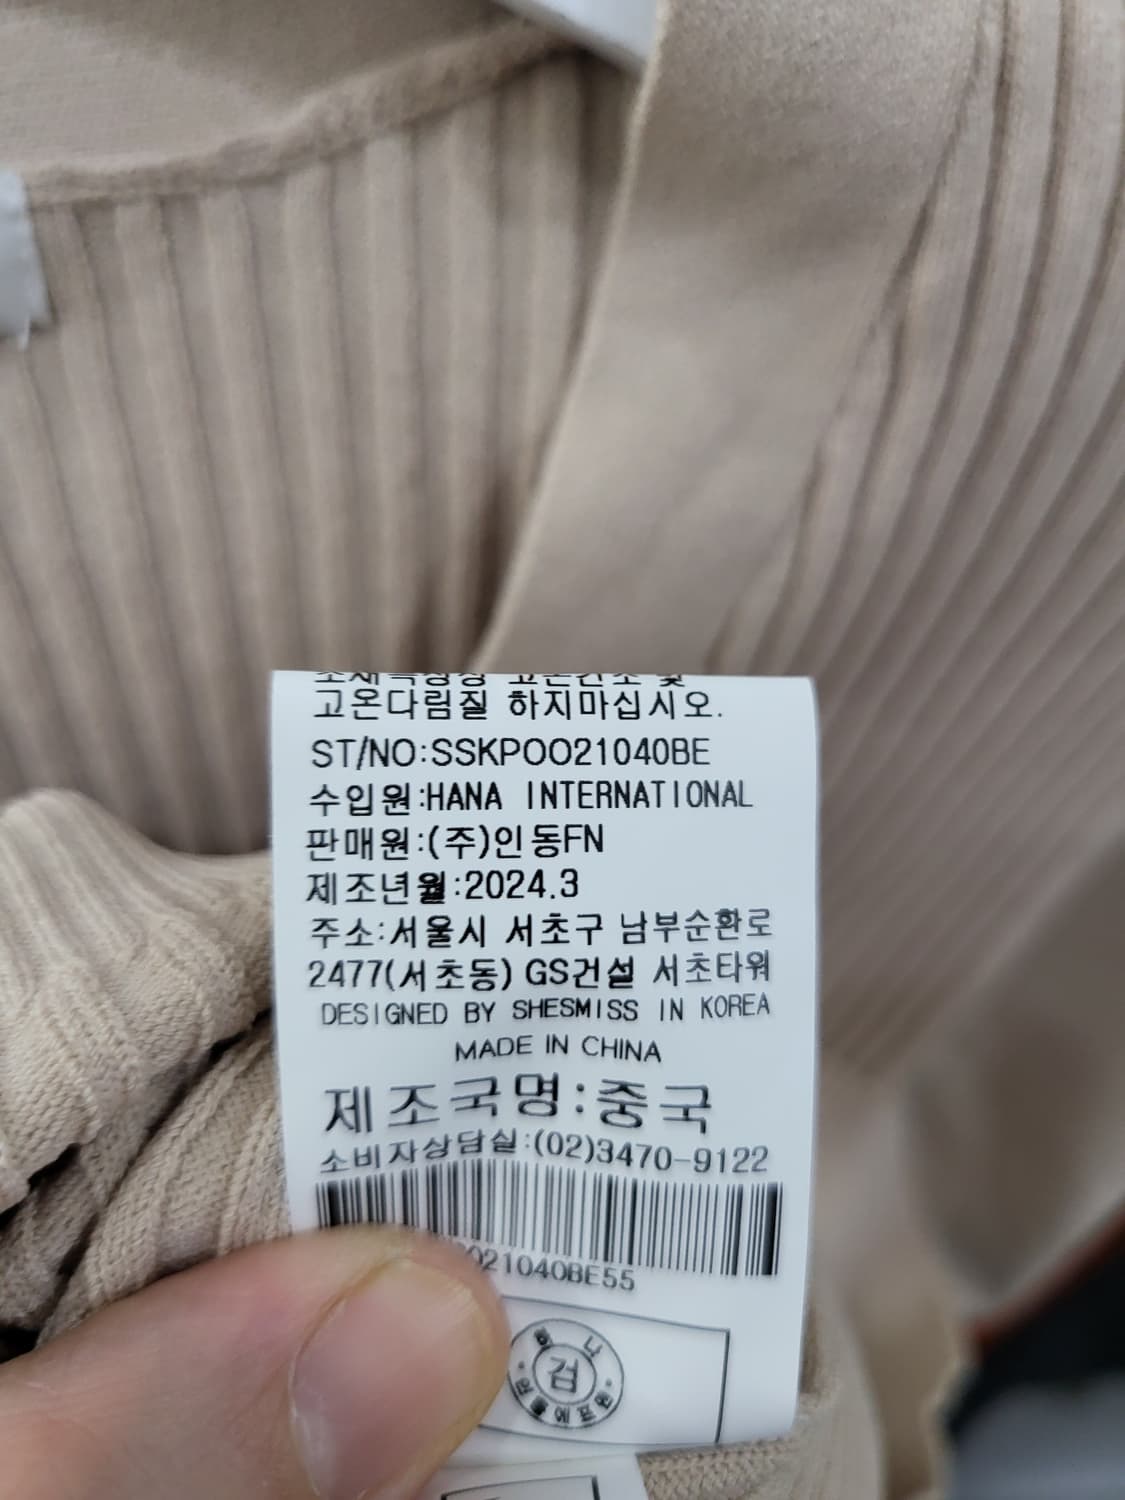 고온다림질 하지마십시오.
ST/NO:SSKPOO21040BE
수입원:HANA INTERNATIONAL
판매원:(주)인동FN
제조년월:2024.3
주소:서울시 서초구 남부순환로
2477(서초동) GS건설 서초타워
DESIGNED BY SHESMISS IN KOREA
MADE IN CHINA
제조국명:중국
소비자상담실:(02)3470-9122
021040BE55
검